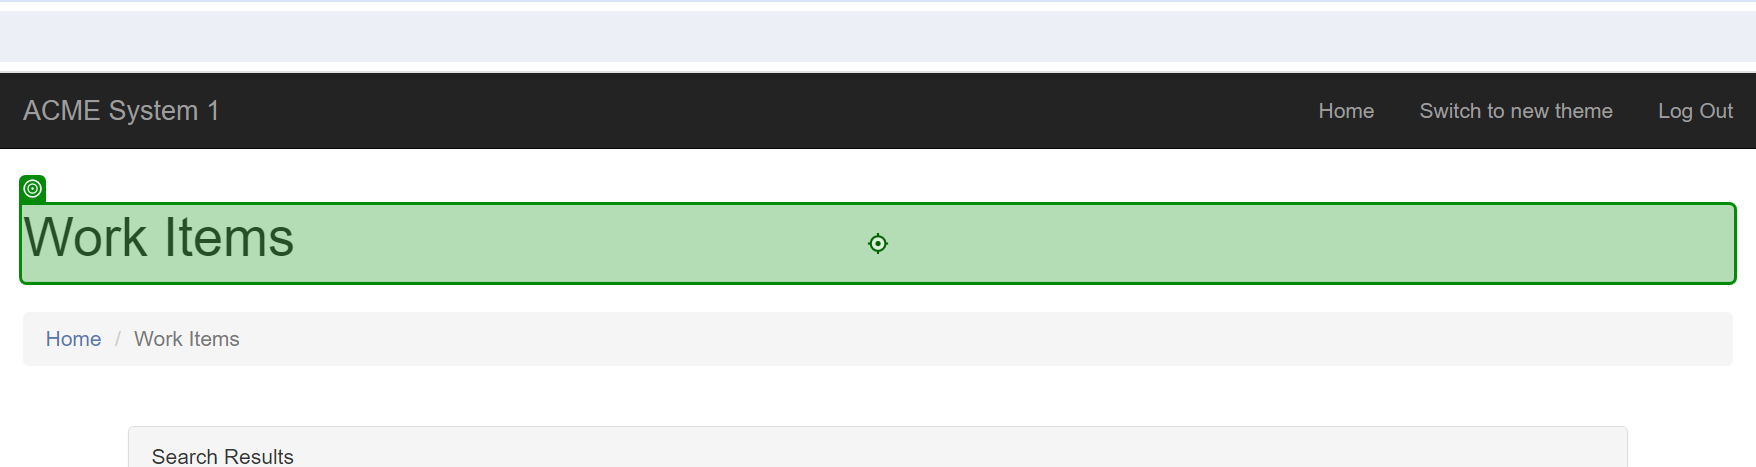 ACME System 1 Home Switch to new theme Log Out
Work Items
Home / Work Items
Search Results